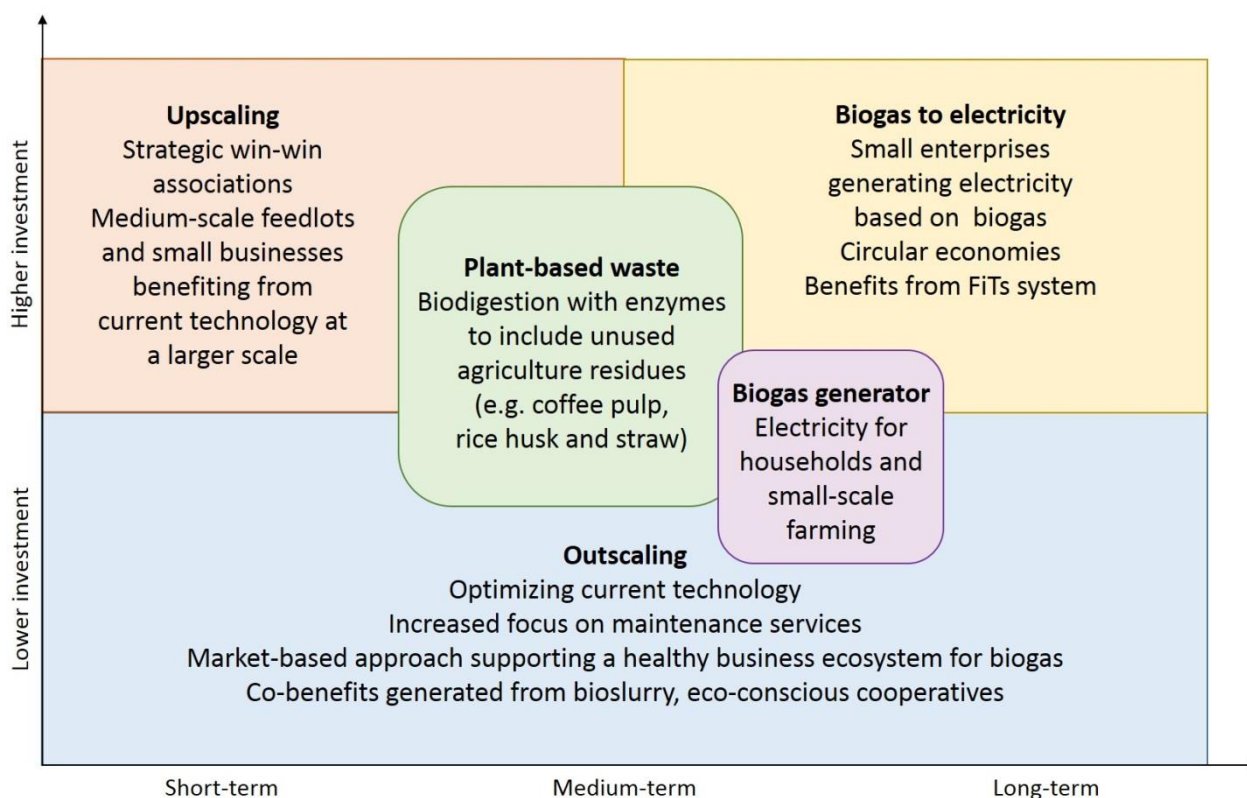 Higher investment
Lower investment
Upscaling
Strategic win-win
associations
Medium-scale feedlots
and small businesses
benefiting from
current technology at
a larger scale
Plant-based waste
Biodigestion with enzymes
to include unused
agriculture residues
(e.g. coffee pulp,
rice husk and straw)
Biogas to electricity
Small enterprises
generating electricity
based on biogas
Circular economies
Benefits from FiTs system
Biogas generator
Electricity for
households and
small-scale
farming
Outscaling
Optimizing current technology
Increased focus on maintenance services
Market-based approach supporting a healthy business ecosystem for biogas
Co-benefits generated from bioslurry, eco-conscious cooperatives
Short-term
Medium-term
Long-term